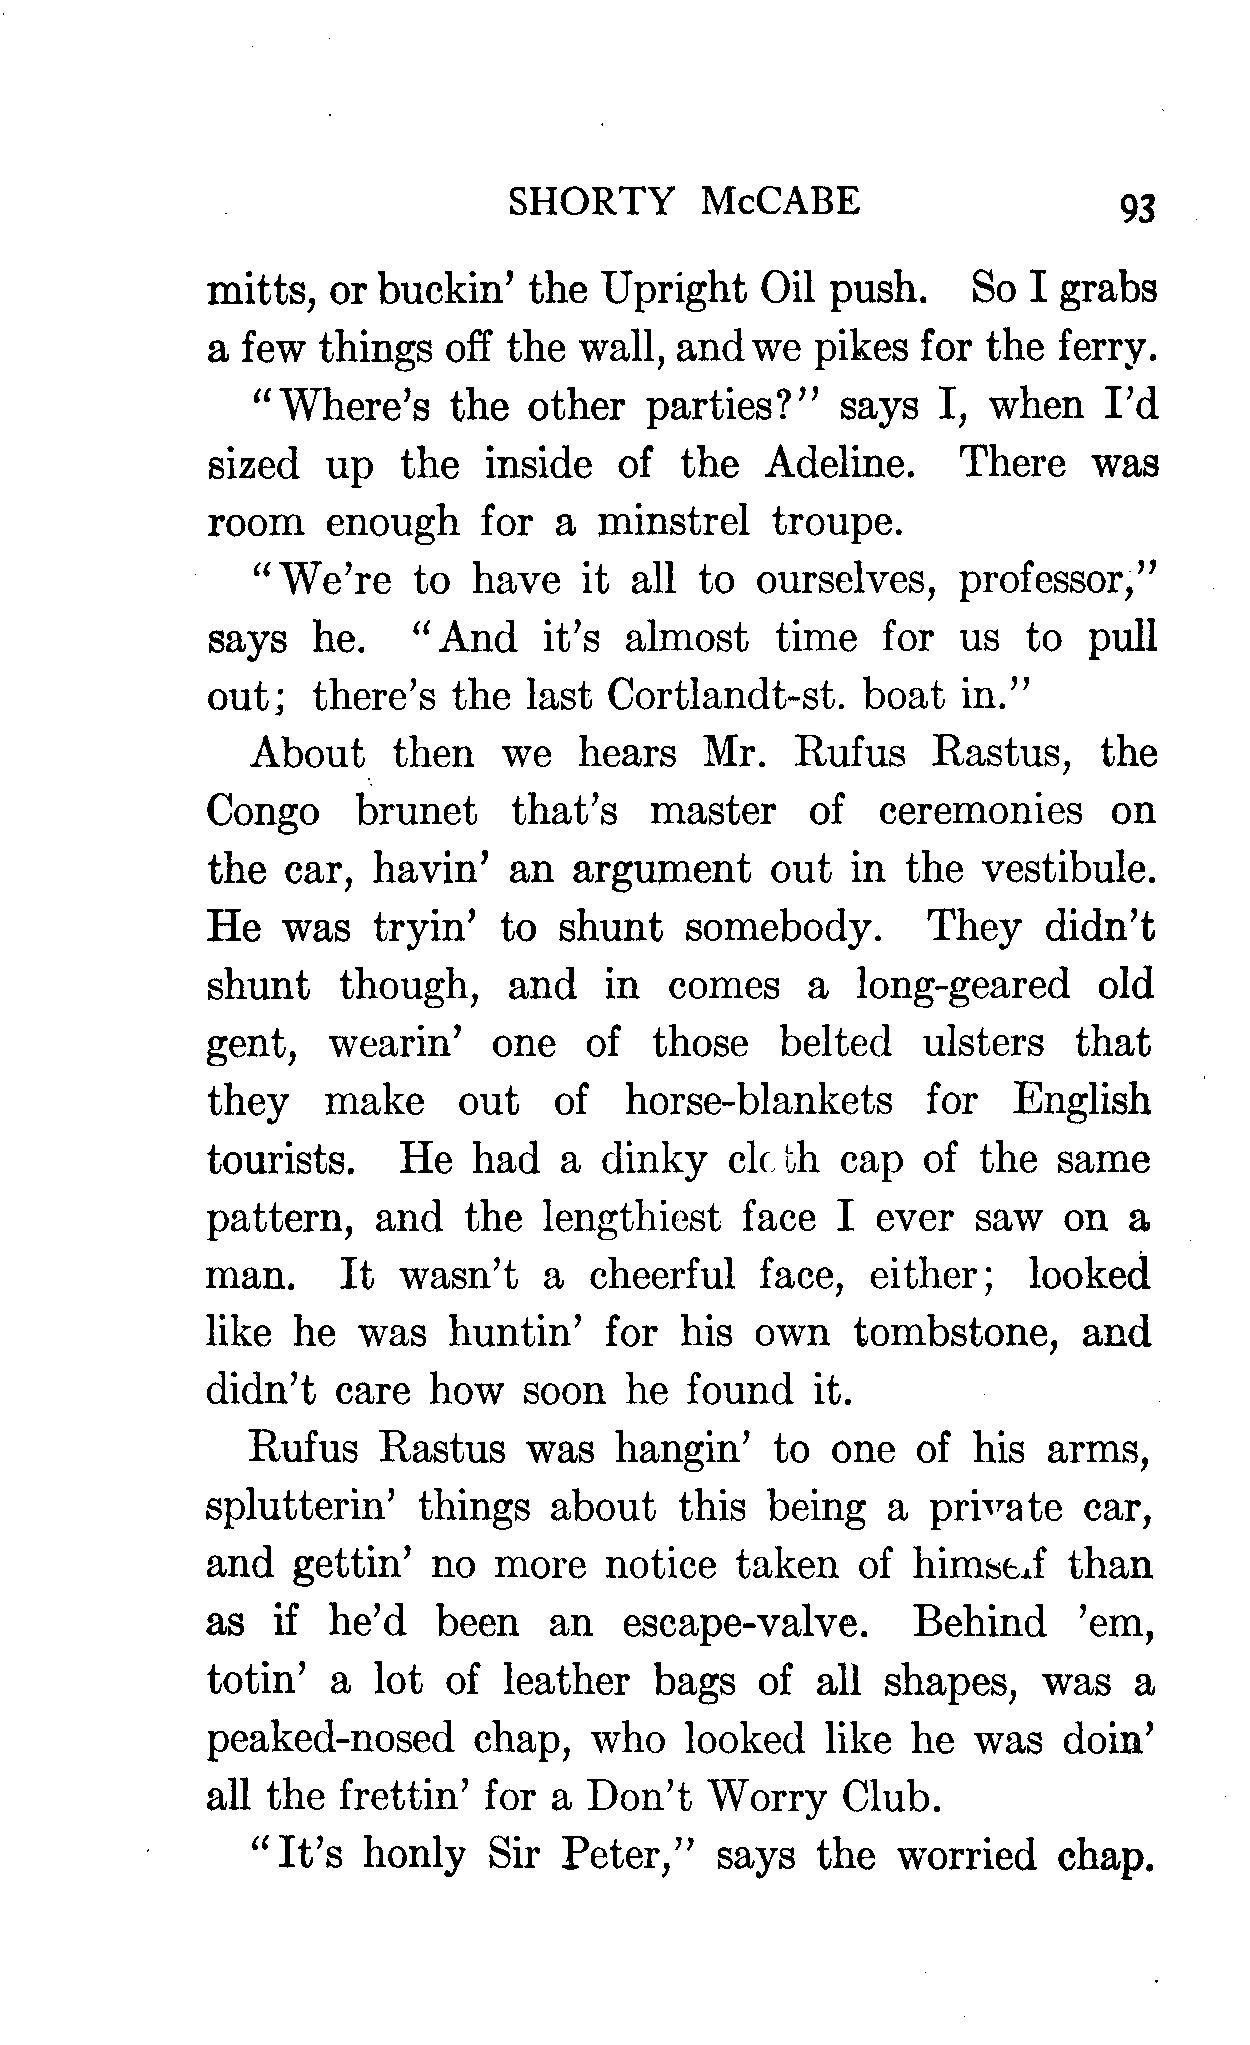 SHORTY McCABE 93
mitts, or buckin' the Upright Oil push. So I grabs
a few things off the wall, and we pikes for the ferry.
"Where's the other parties?" says I, when I'd
sized up the inside of the Adeline. There was
room enough for a minstrel troupe.
"We're to have it all to ourselves, professor,"
says he. "And it's almost time for us to pull
out; there's the last Cortlandt-st. boat in."
About then we hears Mr. Rufus Rastus, the
Congo brunet that's master of ceremonies on
the car, havin' an argument out in the vestibule.
He was tryin' to shunt somebody. They didn't
shunt though, and in comes a long-geared old
gent, wearin' one of those belted ulsters that
they make out of horse-blankets for English
tourists. He had a dinky cloth cap of the same
pattern, and the lengthiest face I ever saw on a
man. It wasn't a cheerful face, either; looked
like he was huntin' for his own tombstone, and
didn't care how soon he found it.
Rufus Rastus was hangin' to one of his arms,
splutterin' things about this being a private car,
and gettin' no more notice taken of himself than
as if he'd been an escape-valve. Behind 'em,
totin' a lot of leather bags of all shapes, was a
peaked-nosed chap, who looked like he was doin'
all the frettin' for a Don't Worry Club.
"It's honly Sir Peter," says the worried chap.